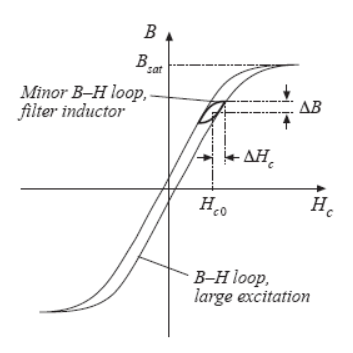 B
B_sat
Minor B–H loop,
filter inductor
ΔB
ΔH_c
H_c0
H_c
B–H loop,
large excitation